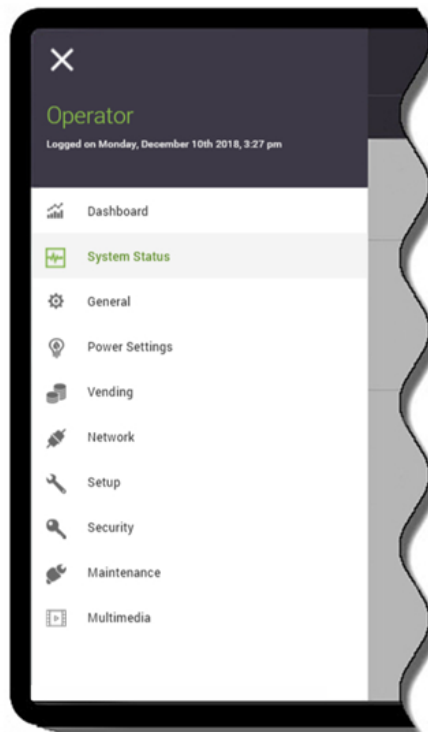 Operator
Logged on Monday, December 10th 2018, 3:27 pm
Dashboard
System Status
General
Power Settings
Vending
Network
Setup
Security
Maintenance
Multimedia